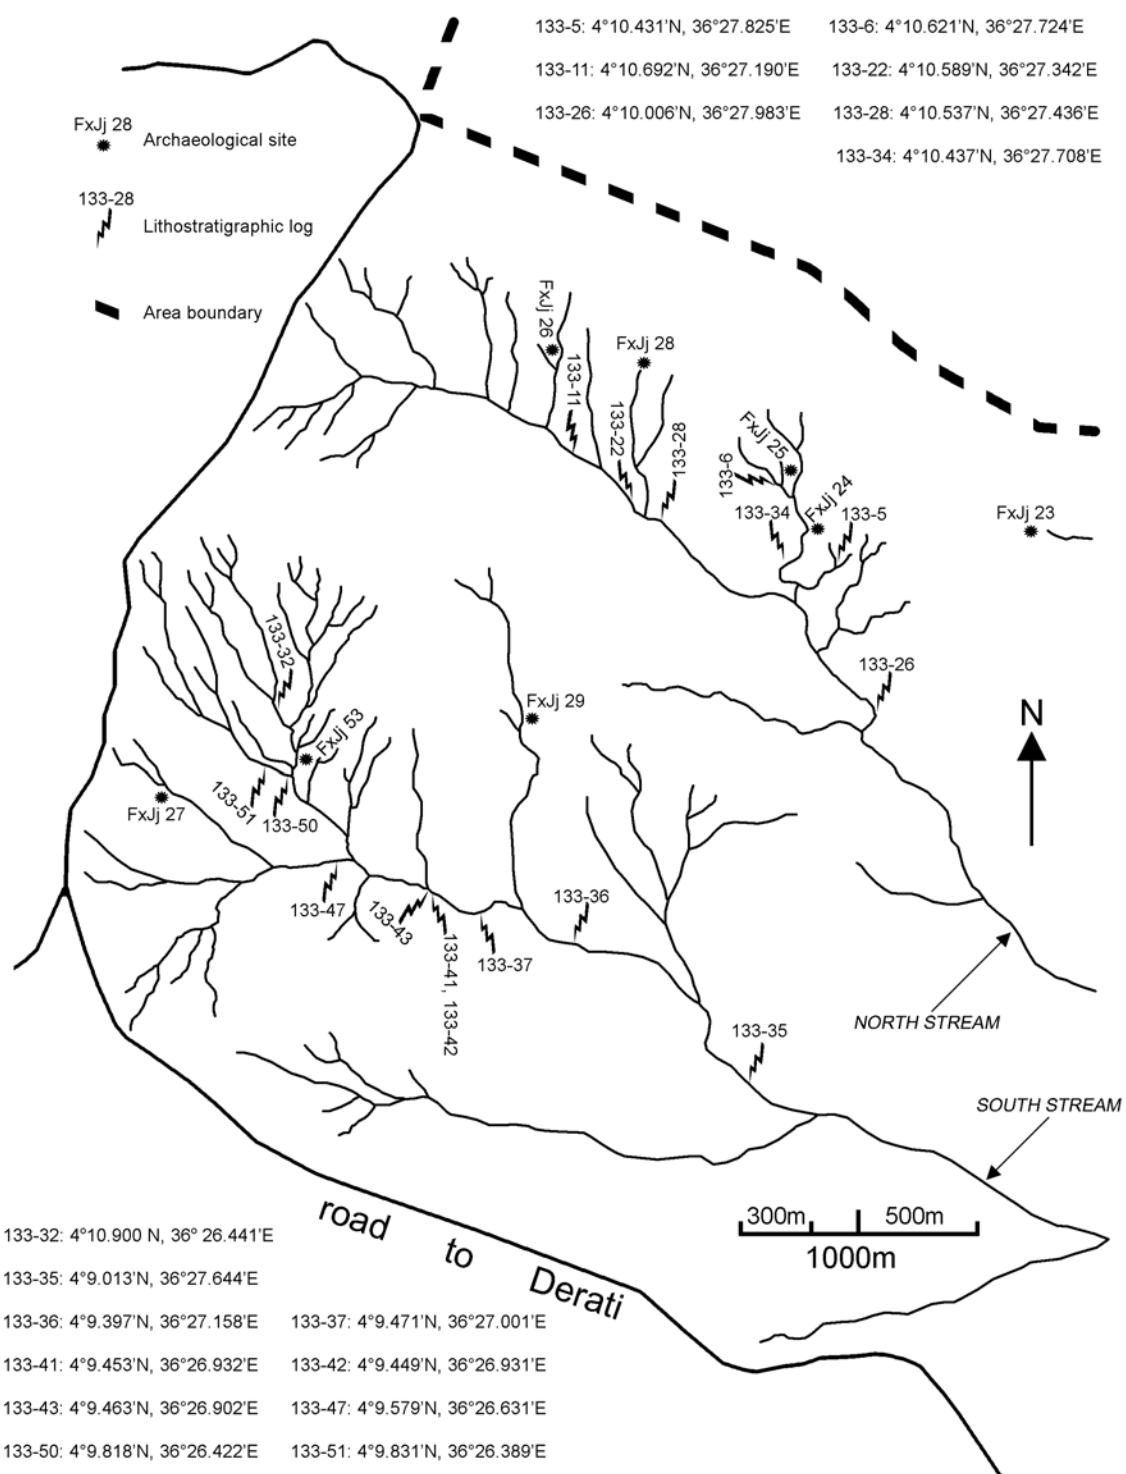 133-5: 4°10.431'N, 36°27.825'E
133-6: 4°10.621'N, 36°27.724'E
133-11: 4°10.692'N, 36°27.190'E
133-22: 4°10.589'N, 36°27.342'E
133-26: 4°10.006'N, 36°27.983'E
133-28: 4°10.537'N, 36°27.436'E
133-34: 4°10.437'N, 36°27.708'E
FxJj 28
Archaeological site
133-28
Lithostratigraphic log
Area boundary
FxJj 26
FxJj 28
133-11
133-22
133-28
FxJj 25
133-6
FxJj 24
133-34
133-5
FxJj 23
133-32
133-26
FxJj 29
FxJj 53
N
133-51
FxJj 27
133-50
133-36
133-47
133-43
133-41, 133-42
133-37
NORTH STREAM
133-35
SOUTH STREAM
300m
500m
1000m
road to Derati
133-32: 4°10.900 N, 36° 26.441'E
133-35: 4°9.013'N, 36°27.644'E
133-36: 4°9.397'N, 36°27.158'E
133-37: 4°9.471'N, 36°27.001'E
133-41: 4°9.453'N, 36°26.932'E
133-42: 4°9.449'N, 36°26.931'E
133-43: 4°9.463'N, 36°26.902'E
133-47: 4°9.579'N, 36°26.631'E
133-50: 4°9.818'N, 36°26.422'E
133-51: 4°9.831'N, 36°26.389'E